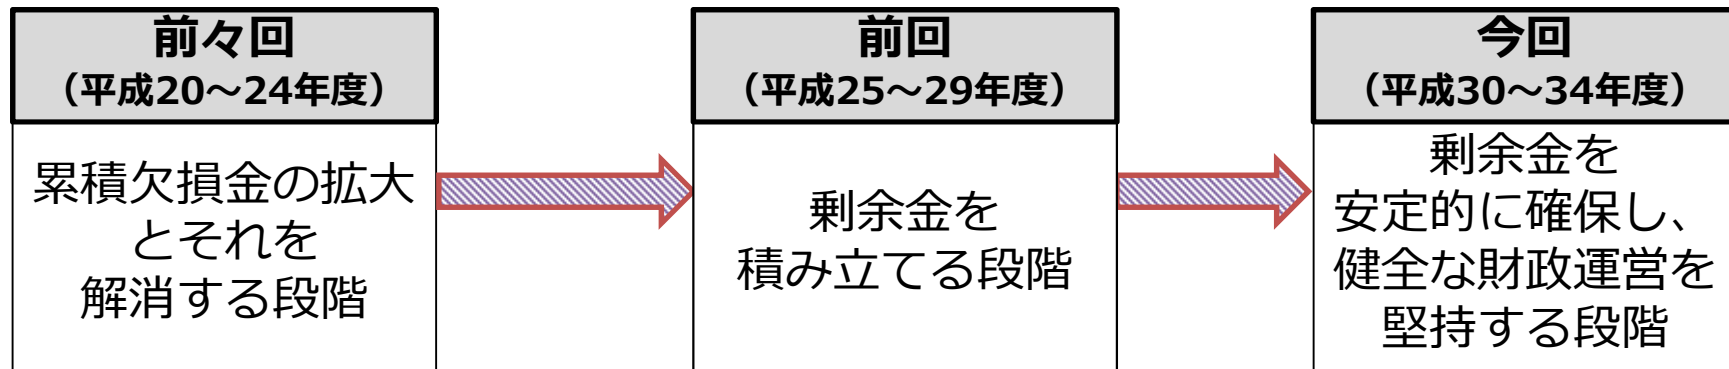 前々回
（平成20～24年度）
累積欠損金の拡大
とそれを
解消する段階
前回
（平成25～29年度）
剰余金を
積み立てる段階
今回
（平成30～34年度）
剰余金を
安定的に確保し、
健全な財政運営を
堅持する段階